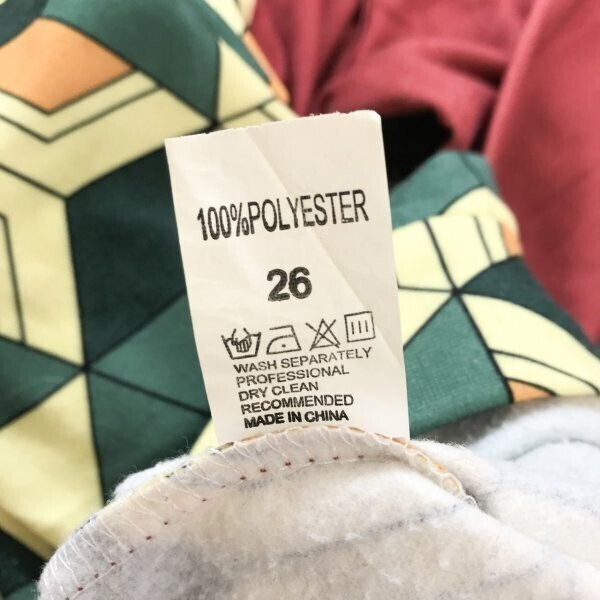 100%POLYESTER
26
WASH SEPARATELY
PROFESSIONAL
DRY CLEAN
RECOMMENDED
MADE IN CHINA